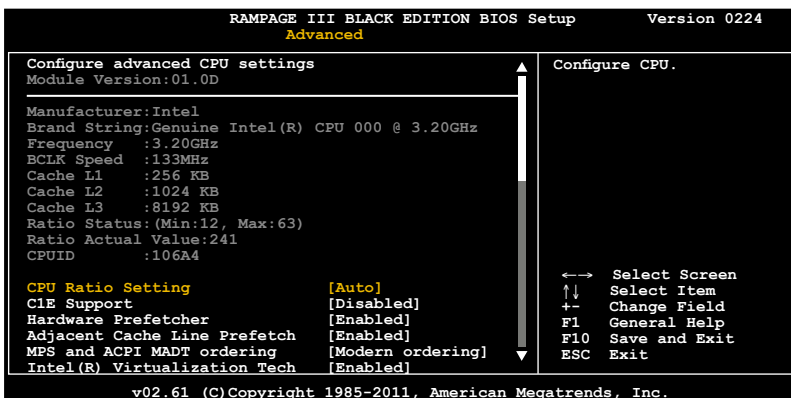 RAMPAGE III BLACK EDITION BIOS Setup Version 0224
Advanced
Configure advanced CPU settings
Module Version:01.0D
Manufacturer:Intel
Brand String:Genuine Intel(R) CPU 000 @ 3.20GHz
Frequency :3.20GHz
BCLK Speed :133MHz
Cache L1 :256 KB
Cache L2 :1024 KB
Cache L3 :8192 KB
Ratio Status:(Min:12, Max:63)
Ratio Actual Value:241
CPUID :106A4
CPU Ratio Setting [Auto]
C1E Support [Disabled]
Hardware Prefetcher [Enabled]
Adjacent Cache Line Prefetch [Enabled]
MPS and ACPI MADT ordering [Modern ordering]
Intel(R) Virtualization Tech [Enabled]
Configure CPU.
←→ Select Screen
↑↓ Select Item
+- Change Field
F1 General Help
F10 Save and Exit
ESC Exit
v02.61 (C)Copyright 1985-2011, American Megatrends, Inc.